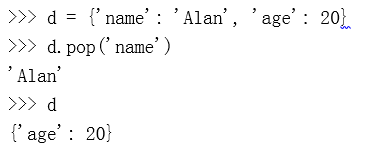 >>> d = {'name': 'Alan', 'age': 20}
>>> d.pop('name')
'Alan'
>>> d
{'age': 20}